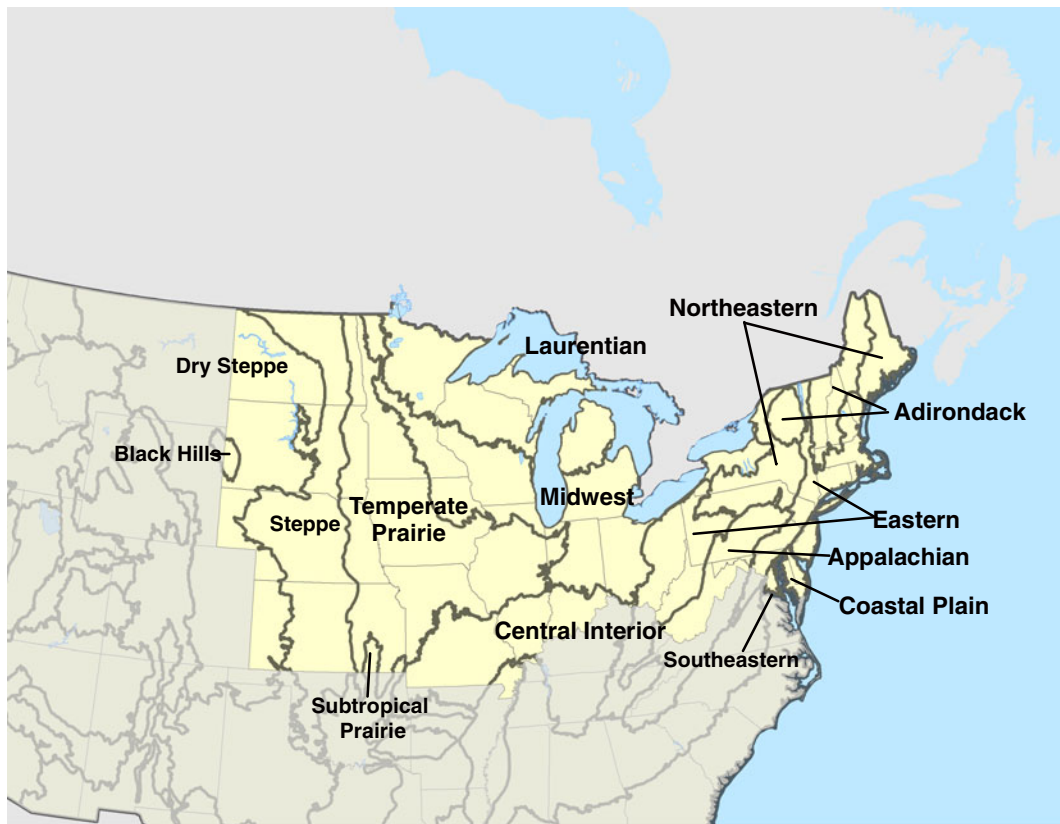 Northeastern
Laurentian
Dry Steppe
Adirondack
Black Hills
Midwest
Temperate
Prairie
Steppe
Eastern
Appalachian
Coastal Plain
Central Interior
Southeastern
Subtropical
Prairie